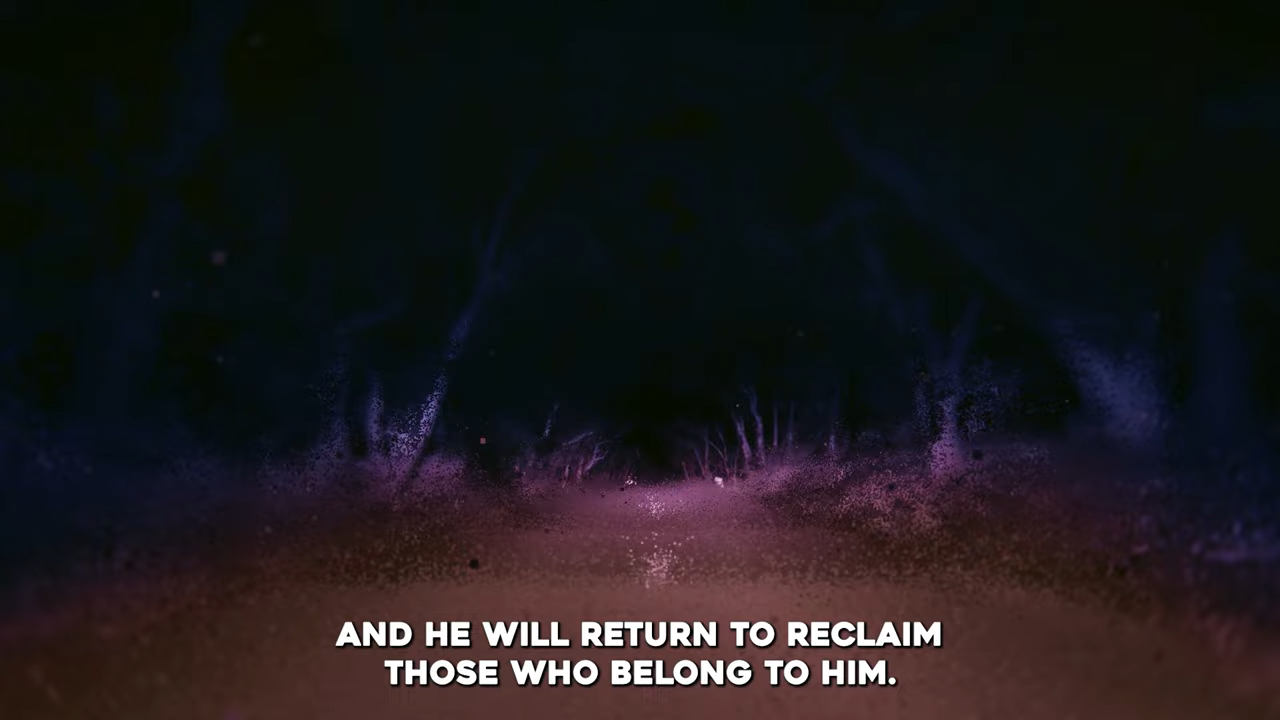 AND HE WILL RETURN TO RECLAIM
THOSE WHO BELONG TO HIM.